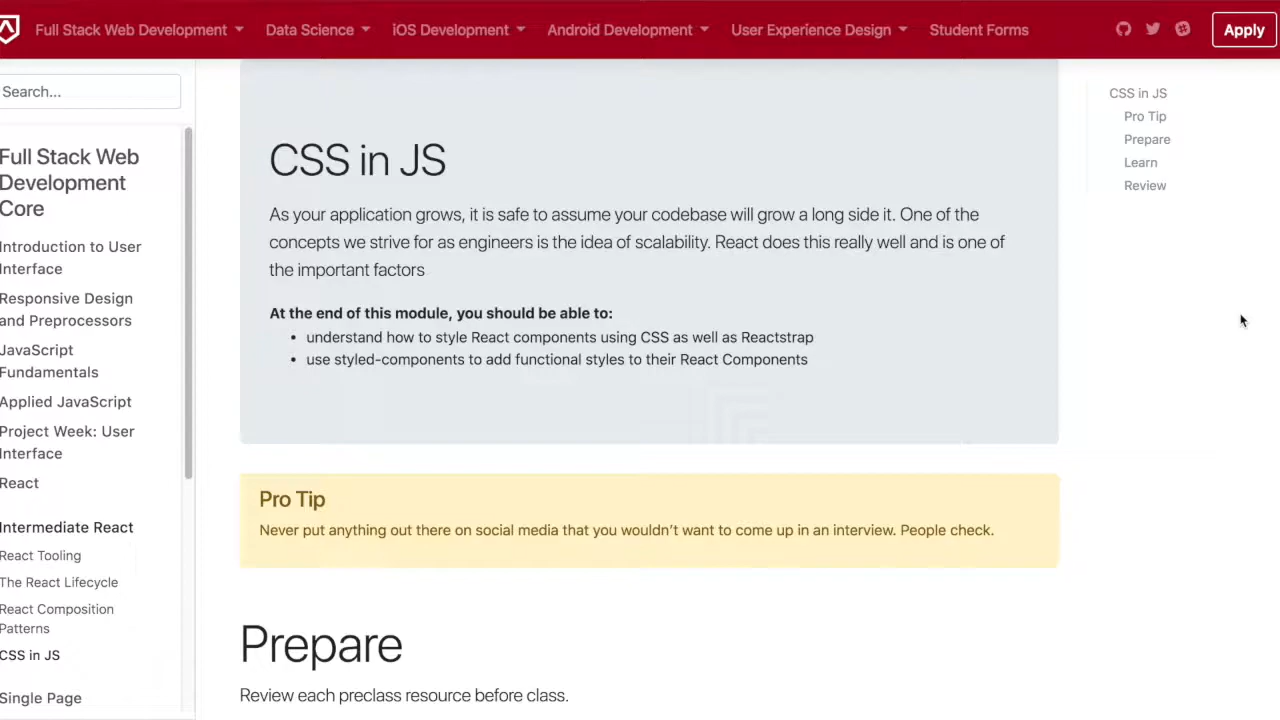 Full Stack Web Development Data Science iOS Development Android Development User Experience Design Student Forms Apply
Search...
Full Stack Web
Development
Core
Introduction to User
Interface
Responsive Design
and Preprocessors
JavaScript
Fundamentals
Applied JavaScript
Project Week: User
Interface
React
Intermediate React
React Tooling
The React Lifecycle
React Composition
Patterns
CSS in JS
Single Page
CSS in JS
As your application grows, it is safe to assume your codebase will grow a long side it. One of the
concepts we strive for as engineers is the idea of scalability. React does this really well and is one of
the important factors
At the end of this module, you should be able to:
• understand how to style React components using CSS as well as Reactstrap
• use styled-components to add functional styles to their React Components
Pro Tip
Never put anything out there on social media that you wouldn’t want to come up in an interview. People check.
Prepare
Review each preclass resource before class.
CSS in JS
Pro Tip
Prepare
Learn
Review